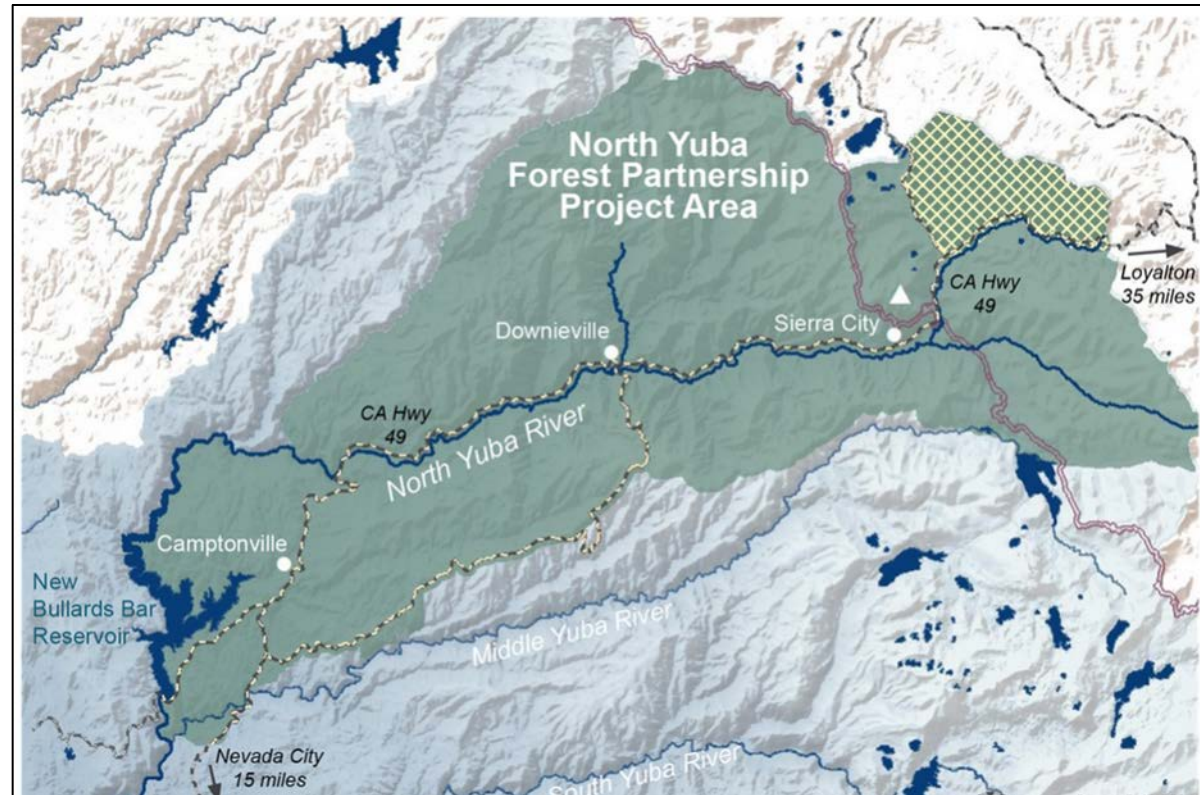 North Yuba
Forest Partnership
Project Area
Loyalton
35 miles
CA Hwy
49
Sierra City
Downieville
CA Hwy
49
North Yuba River
Camptonville
New
Bullards Bar
Reservoir
Middle Yuba River
Nevada City
15 miles
South Yuba River